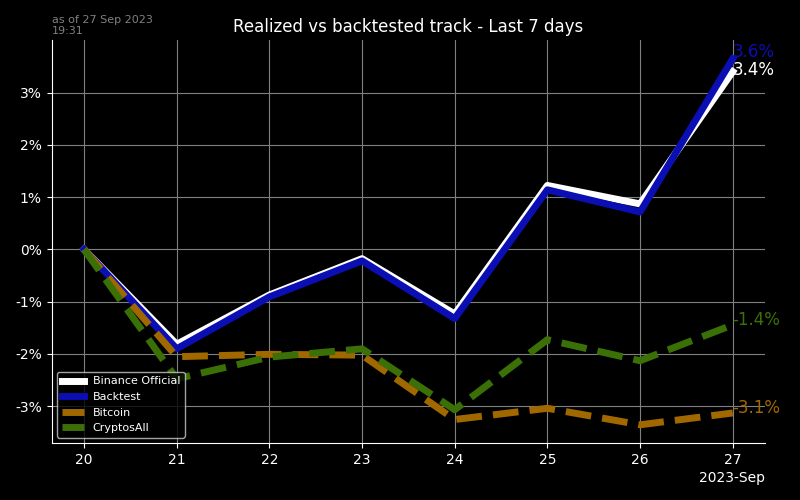 as of 27 Sep 2023
19:31
Realized vs backtested track - Last 7 days
3.6%
3.4%
3%
2%
1%
0%
-1%
-2%
-3%
-1.4%
-3.1%
Binance Official
Backtest
Bitcoin
CryptosAll
20 21 22 23 24 25 26 27
2023-Sep